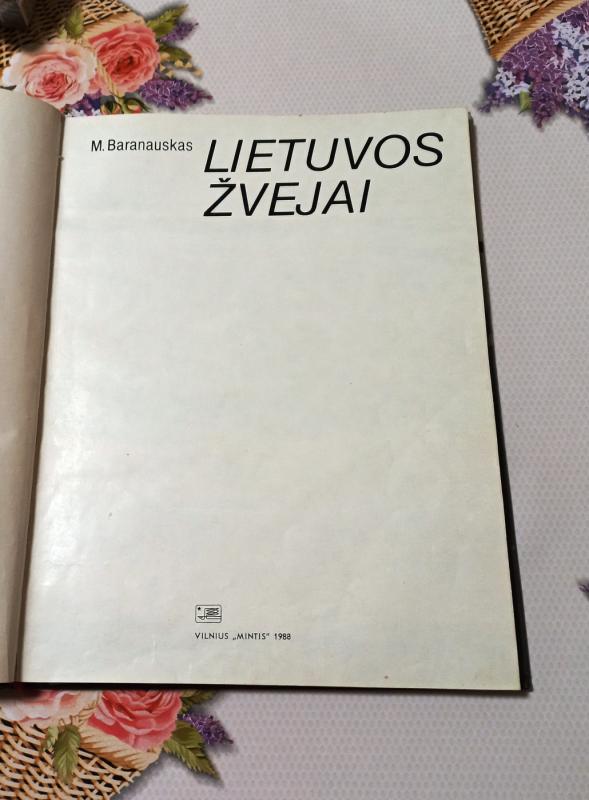 M. Baranauskas
LIETUVOS
ŽVEJAI
VILNIUS „MINTIS“ 1988